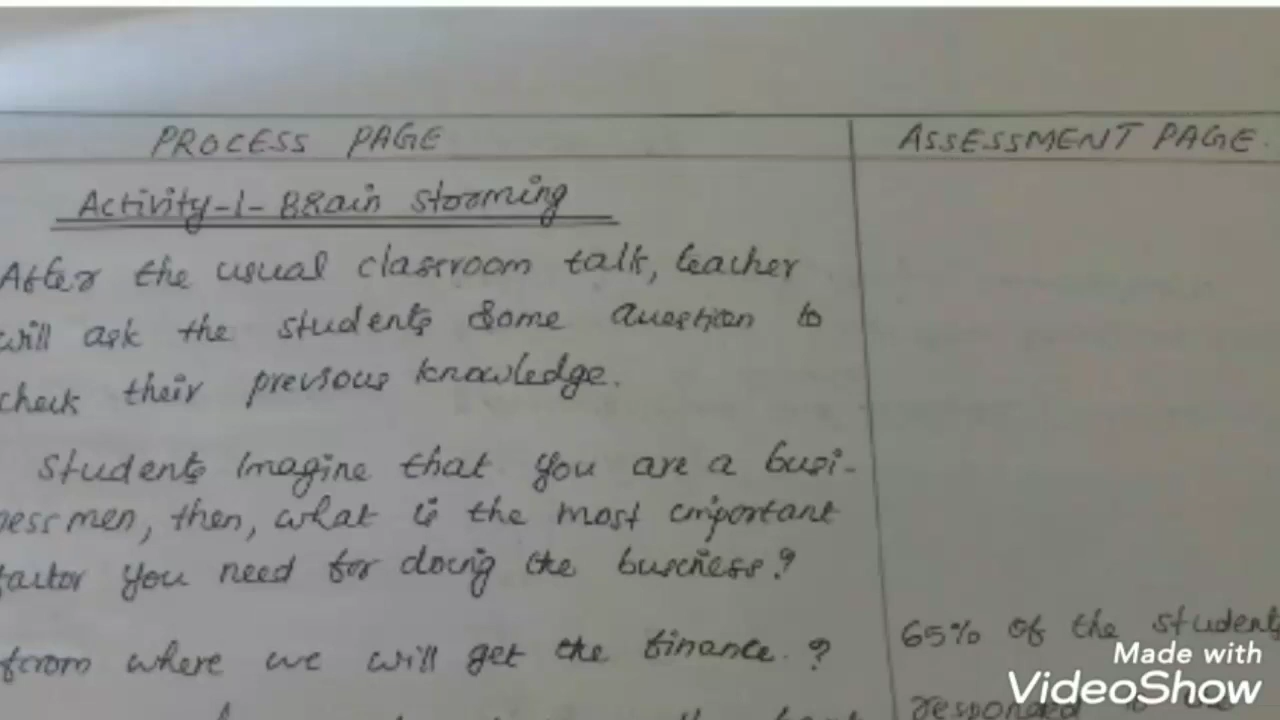 PROCESS PAGE
ASSESSMENT PAGE.
Activity-1- BRain storming
After the usual classroom talk, teacher
will ask the students some question to
check their previous knowledge.
Students imagine that you are a busi-
ness men, then, what is the most important
factor you need for doing the business?
from where we will get the finance. ?
65% of the students
responded to the
Made with
VideoShow